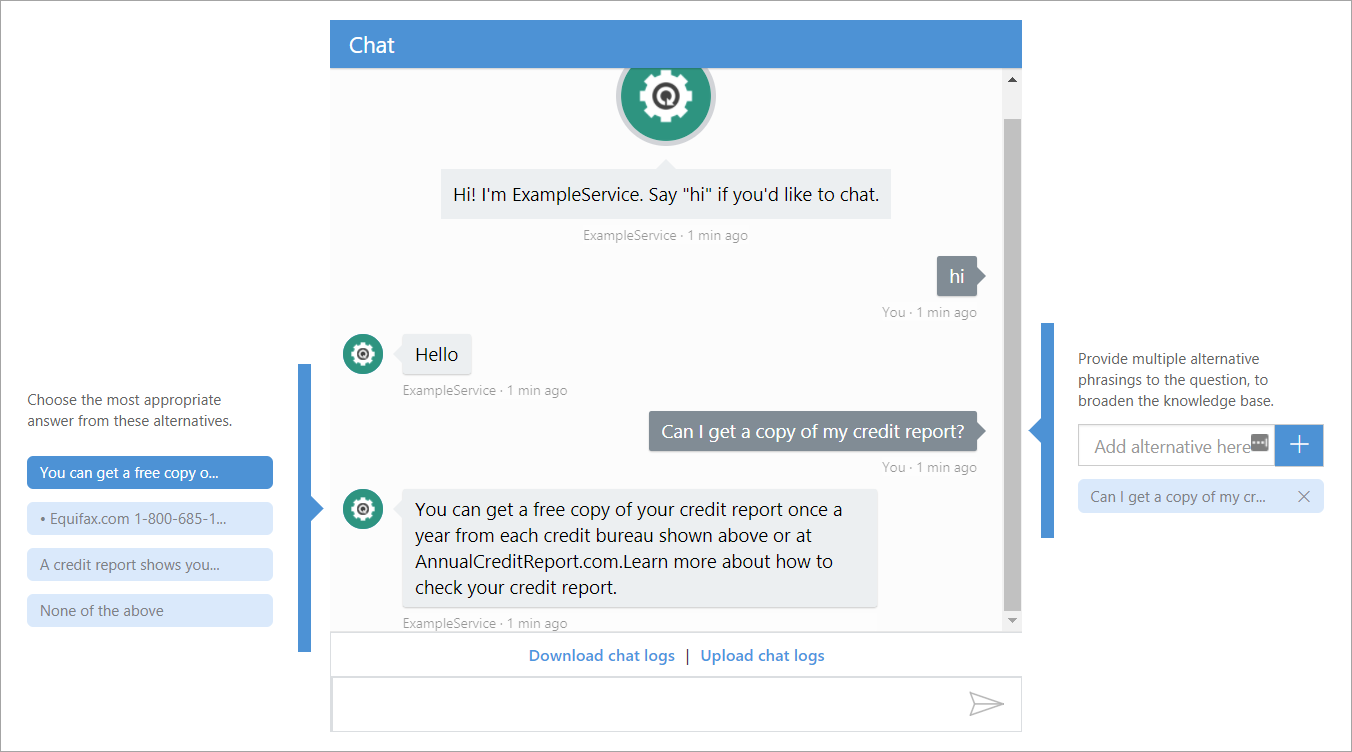 Chat
Hi! I'm ExampleService. Say "hi" if you'd like to chat.
ExampleService · 1 min ago
hi
You · 1 min ago
Hello
ExampleService · 1 min ago
Can I get a copy of my credit report?
You · 1 min ago
You can get a free copy of your credit report once a
year from each credit bureau shown above or at
AnnualCreditReport.com.Learn more about how to
check your credit report.
ExampleService · 1 min ago
Download chat logs | Upload chat logs
Choose the most appropriate
answer from these alternatives.
You can get a free copy o...
• Equifax.com 1-800-685-1...
A credit report shows you...
None of the above
Provide multiple alternative
phrasings to the question, to
broaden the knowledge base.
Add alternative here
Can I get a copy of my cr...